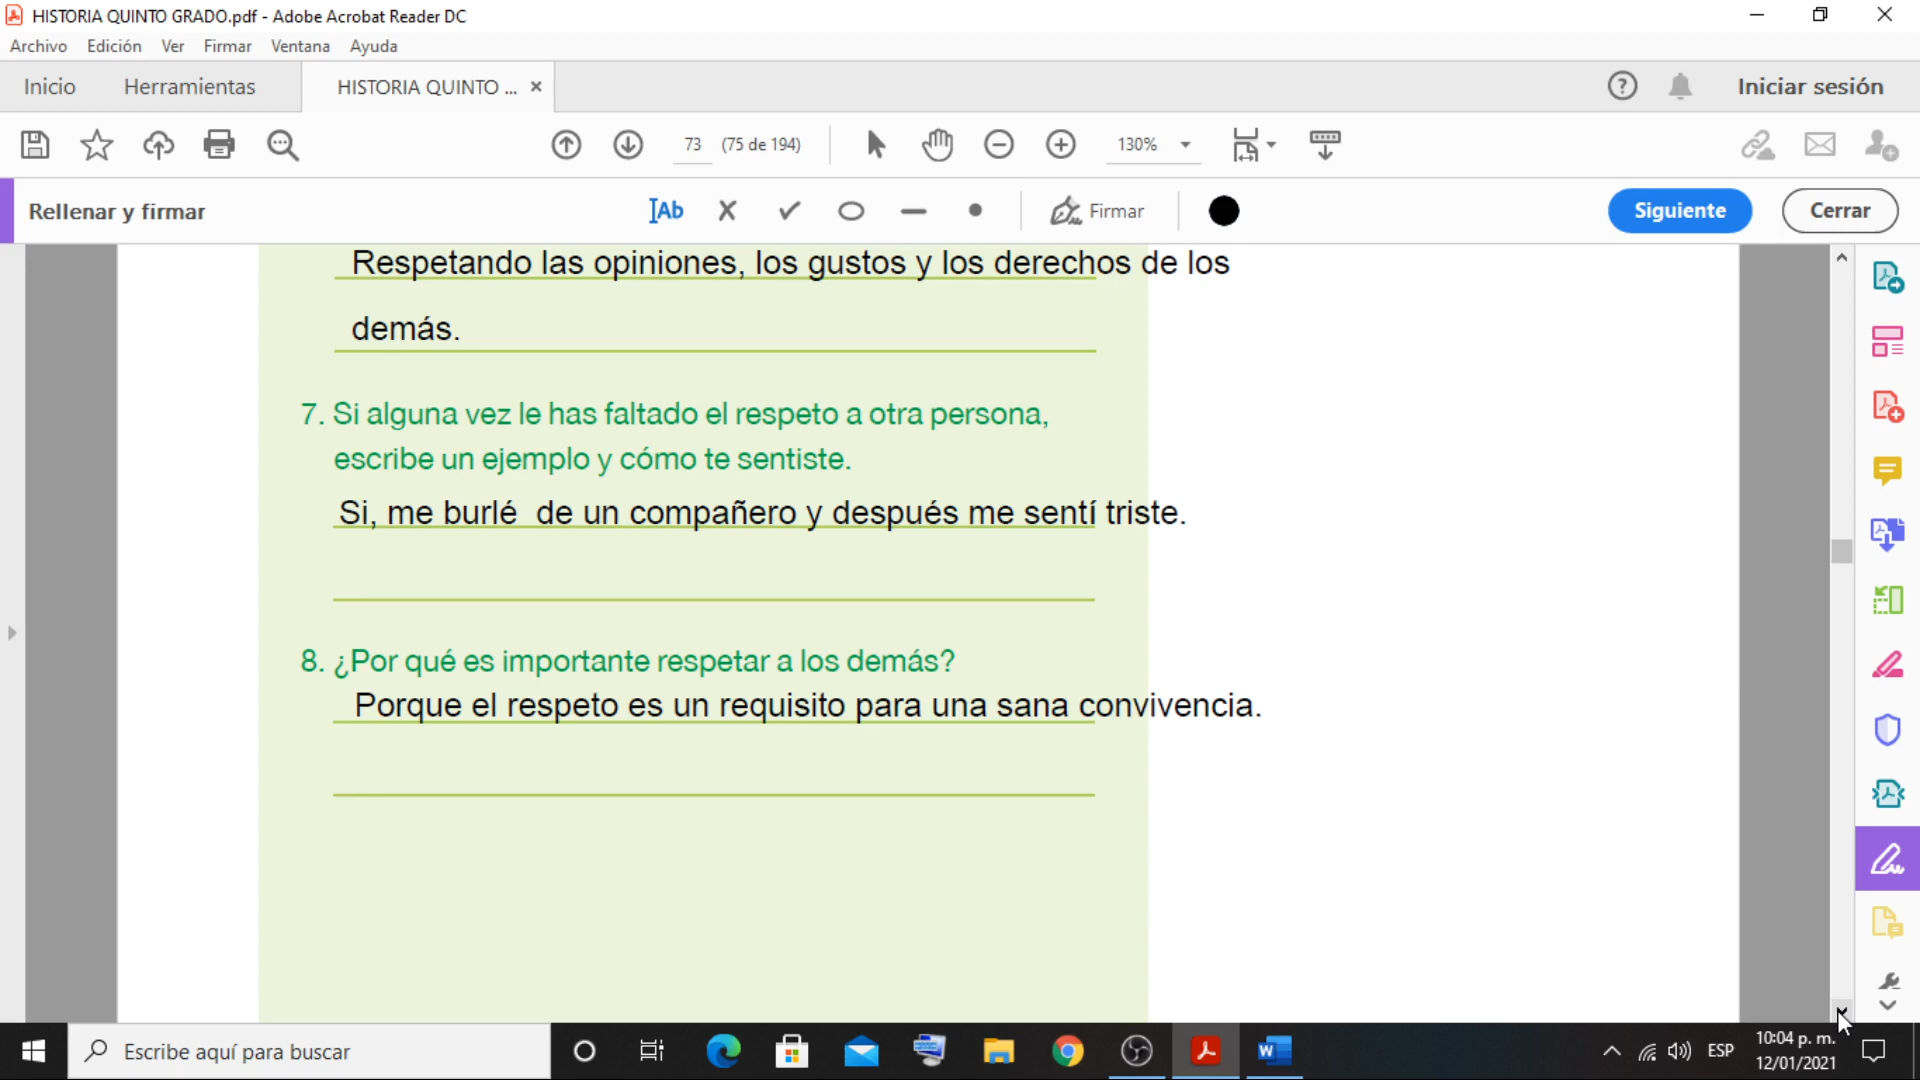 HISTORIA QUINTO GRADO.pdf - Adobe Acrobat Reader DC
Archivo Edición Ver Firmar Ventana Ayuda
Inicio Herramientas HISTORIA QUINTO ... × Iniciar sesión
73 (75 de 194) 130%
Rellenar y firmar Ab Firmar Siguiente Cerrar
Respetando las opiniones, los gustos y los derechos de los
demás.
7. Si alguna vez le has faltado el respeto a otra persona,
escribe un ejemplo y cómo te sentiste.
Si, me burlé  de un compañero y después me sentí triste.
8. ¿Por qué es importante respetar a los demás?
Porque el respeto es un requisito para una sana convivencia.
Escribe aquí para buscar ESP 10:04 p. m.
12/01/2021